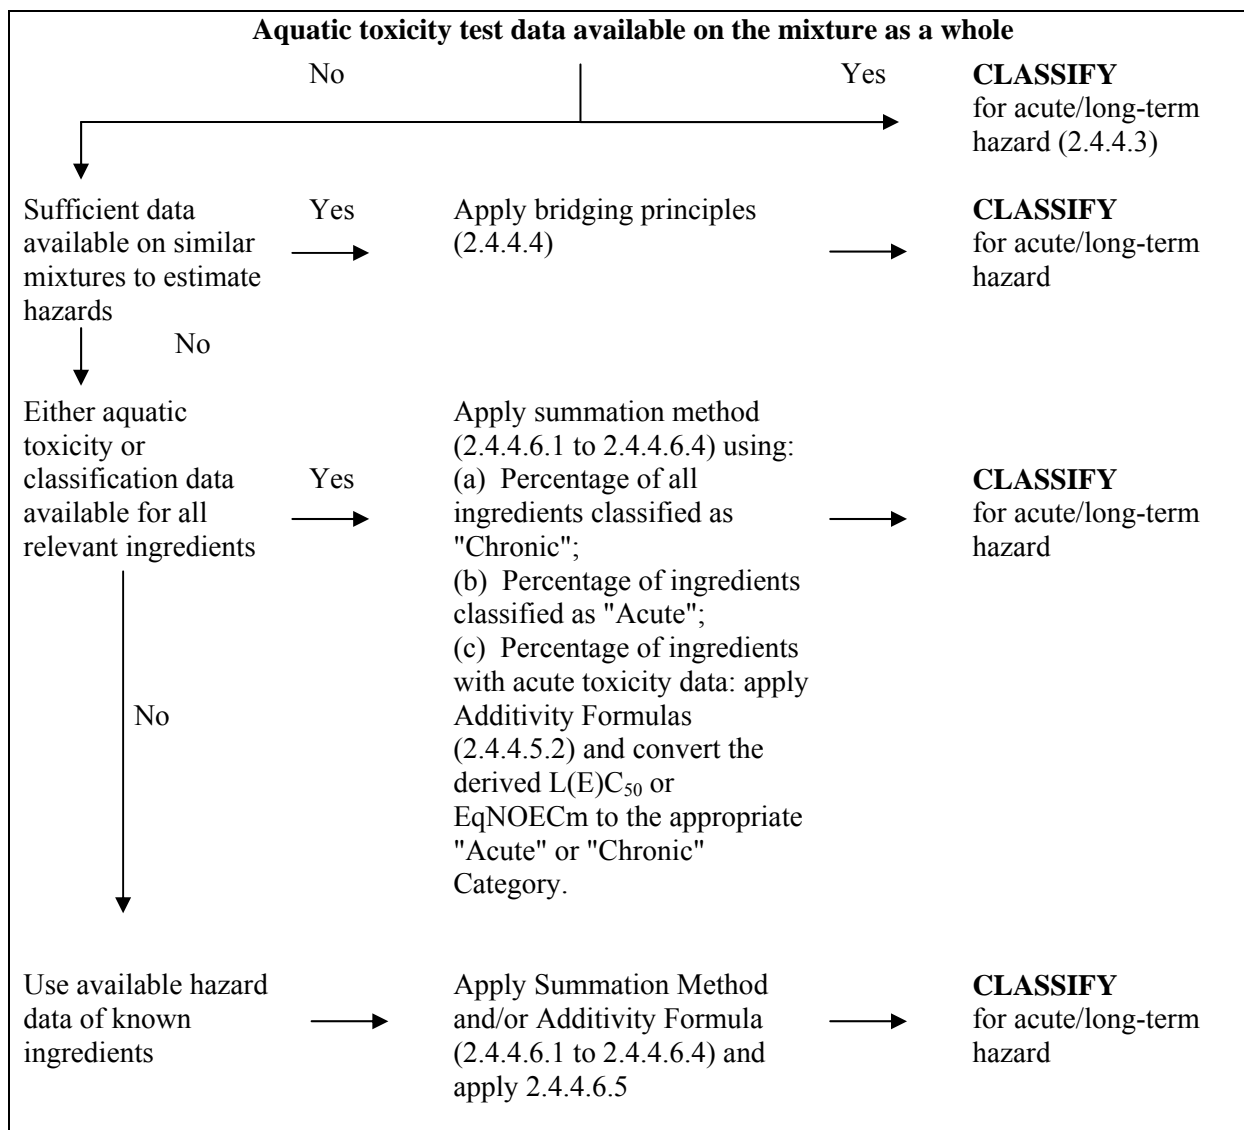 Aquatic toxicity test data available on the mixture as a whole
No
Yes
CLASSIFY
for acute/long-term
hazard (2.4.4.3)
Sufficient data
available on similar
mixtures to estimate
hazards
Yes
Apply bridging principles
(2.4.4.4)
CLASSIFY
for acute/long-term
hazard
No
Either aquatic
toxicity or
classification data
available for all
relevant ingredients
Yes
Apply summation method
(2.4.4.6.1 to 2.4.4.6.4) using:
(a) Percentage of all
ingredients classified as
"Chronic";
(b) Percentage of ingredients
classified as "Acute";
(c) Percentage of ingredients
with acute toxicity data: apply
Additivity Formulas
(2.4.4.5.2) and convert the
derived L(E)C50 or
EqNOECm to the appropriate
"Acute" or "Chronic"
Category.
CLASSIFY
for acute/long-term
hazard
No
Use available hazard
data of known
ingredients
Apply Summation Method
and/or Additivity Formula
(2.4.4.6.1 to 2.4.4.6.4) and
apply 2.4.4.6.5
CLASSIFY
for acute/long-term
hazard